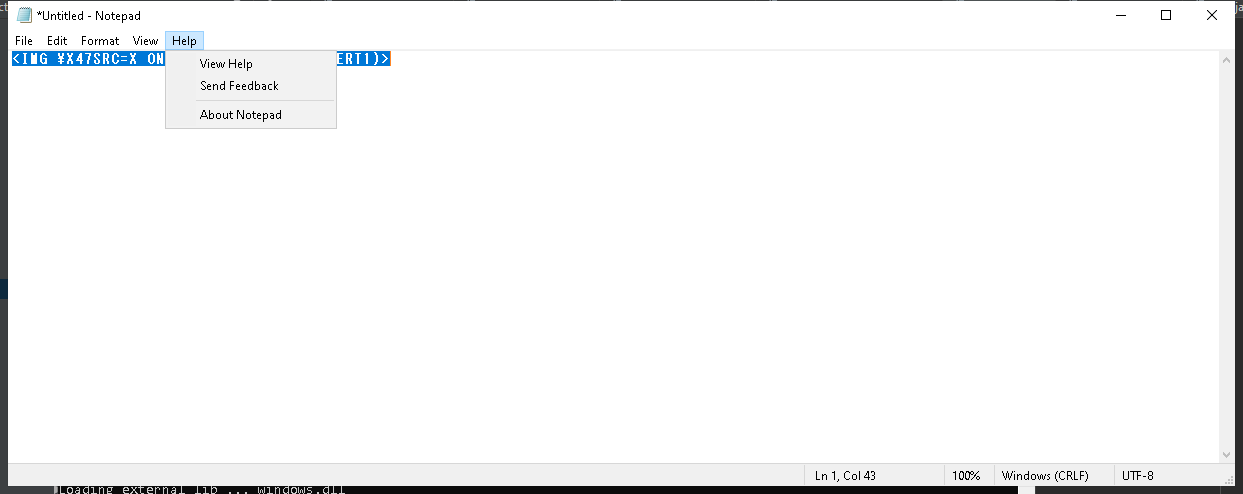 *Untitled - Notepad
File Edit Format View Help
<IMG ¥X47SRC=X ON ERT1)>
View Help
Send Feedback
About Notepad
Ln 1, Col 43 100% Windows (CRLF) UTF-8
Loading external lib ... windows.dll